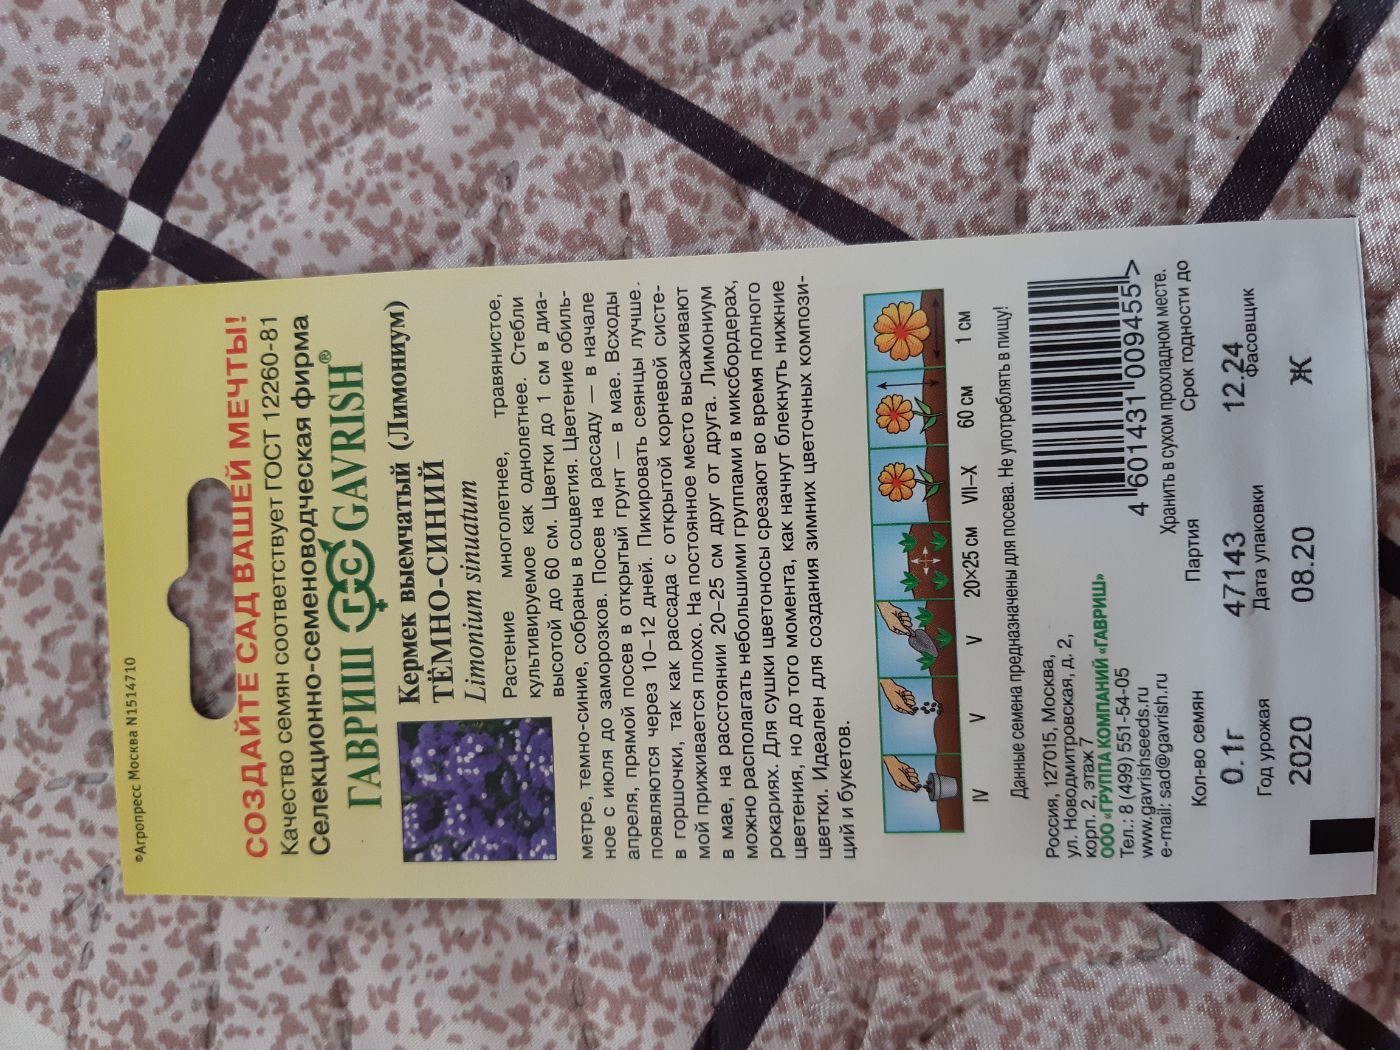 ©Агропресс Москва N1514710
СОЗДАЙТЕ САД ВАШЕЙ МЕЧТЫ!
Качество семян соответствует ГОСТ 12260-81
Селекционно-семеноводческая фирма
ГАВРИШ ГС GAVRISH®
Кермек выемчатый (Лимониум)
ТЁМНО-СИНИЙ
Limonium sinuatum
Растение многолетнее, травянистое,
культивируемое как однолетнее. Стебли
высотой до 60 см. Цветки до 1 см в диа-
метре, темно-синие, собраны в соцветия. Цветение обиль-
ное с июля до заморозков. Посев на рассаду — в начале
апреля, прямой посев в открытый грунт — в мае. Всходы
появляются через 10–12 дней. Пикировать сеянцы лучше
в горшочки, так как рассада с открытой корневой систе-
мой приживается плохо. На постоянное место высаживают
в мае, на расстоянии 20–25 см друг от друга. Лимониум
можно располагать небольшими группами в миксбордерах,
рокариях. Для сушки цветоносы срезают во время полного
цветения, но до того момента, как начнут блекнуть нижние
цветки. Идеален для создания зимних цветочных компози-
ций и букетов.
IV V V 20×25 см VII–X 60 см 1 см
Данные семена предназначены для посева. Не употреблять в пищу!
Россия, 127015, Москва,
ул. Новодмитровская, д. 2,
корп. 2, этаж 7
ООО «ГРУППА КОМПАНИЙ «ГАВРИШ»
Тел.: 8 (499) 551-54-05
www.gavrishseeds.ru
e-mail: sad@gavrish.ru
4 601431 009455 >
Хранить в сухом прохладном месте.
Кол-во семян Партия Срок годности до
0.1г 47143 12.24
Год урожая Дата упаковки Фасовщик
2020 08.20 Ж